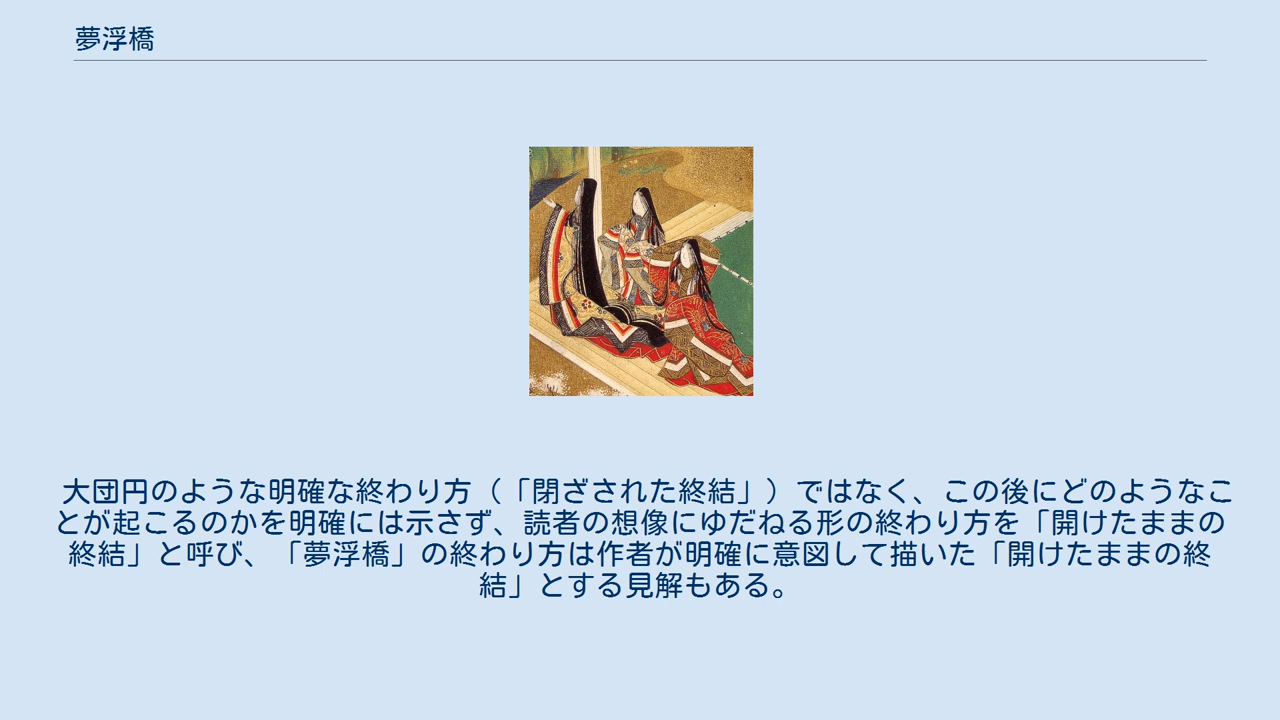 夢浮橋
大団円のような明確な終わり方（「閉ざされた終結」）ではなく、この後にどのようなこ
とが起こるのかを明確には示さず、読者の想像にゆだねる形の終わり方を「開けたままの
終結」と呼び、「夢浮橋」の終わり方は作者が明確に意図して描いた「開けたままの終
結」とする見解もある。